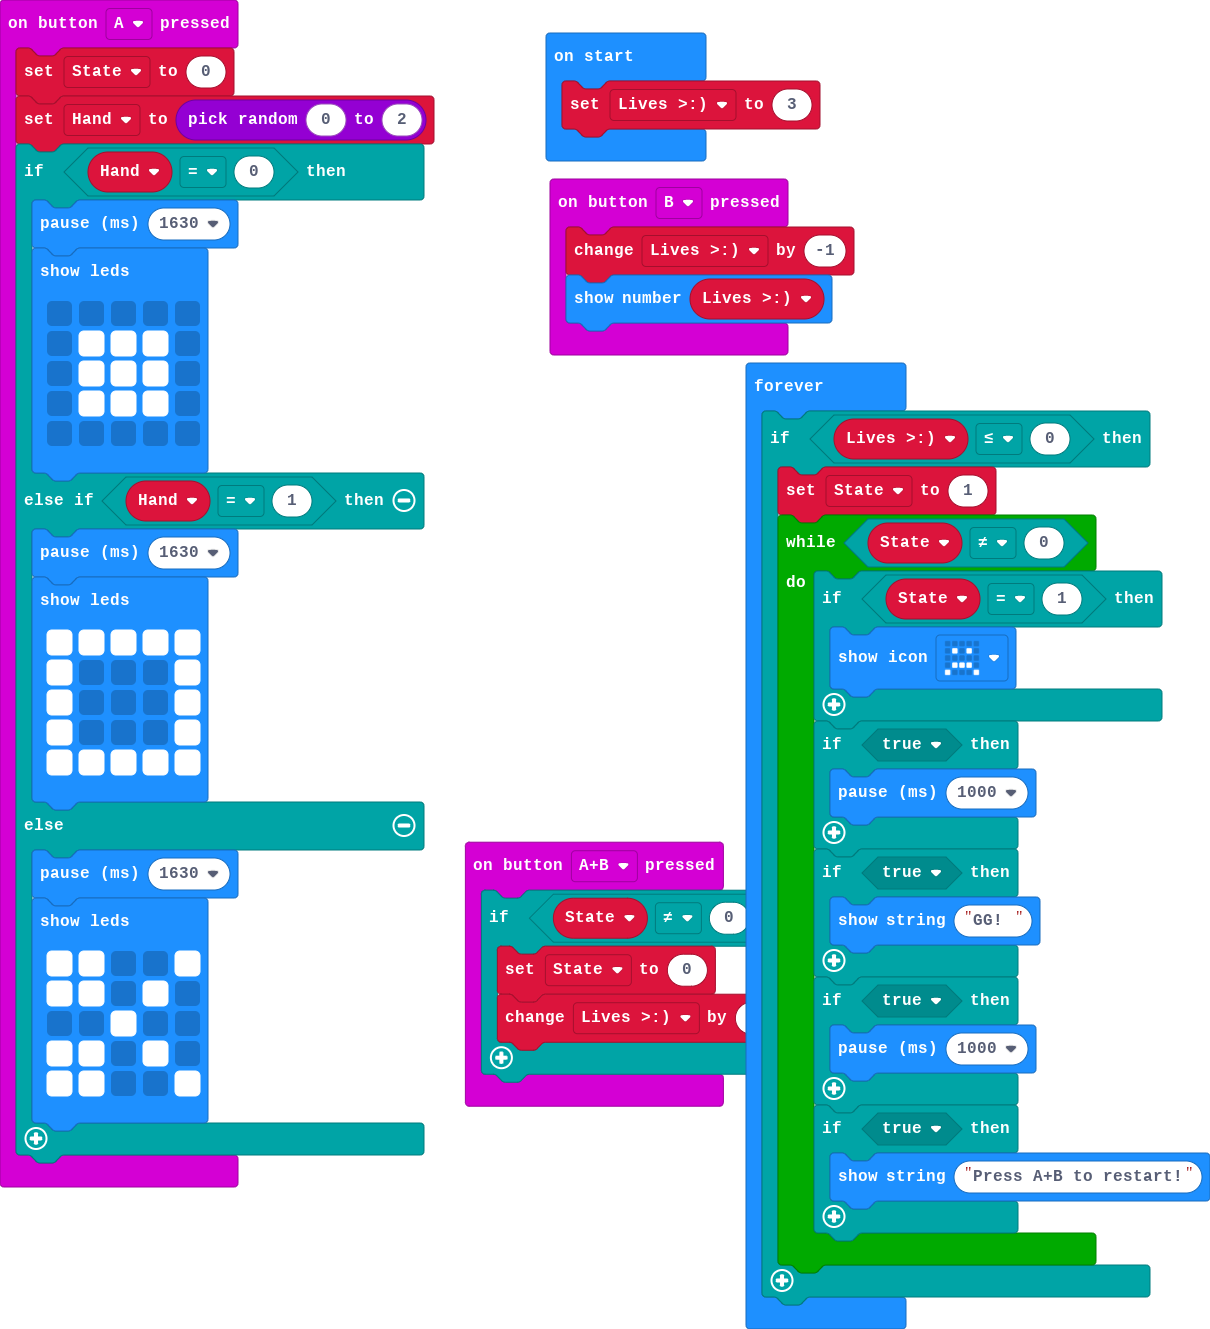 on button A pressed
set State to 0
set Hand to pick random 0 to 2
if Hand = 0 then
pause (ms) 1630
show leds
else if Hand = 1 then
pause (ms) 1630
show leds
else
pause (ms) 1630
show leds
on start
set Lives >:) to 3
on button B pressed
change Lives >:) by -1
show number Lives >:)
on button A+B pressed
if State ≠ 0
set State to 0
change Lives >:) by
forever
if Lives >:) ≤ 0 then
set State to 1
while State ≠ 0
do if State = 1 then
show icon
if true then
pause (ms) 1000
if true then
show string "GG! "
if true then
pause (ms) 1000
if true then
show string "Press A+B to restart!"